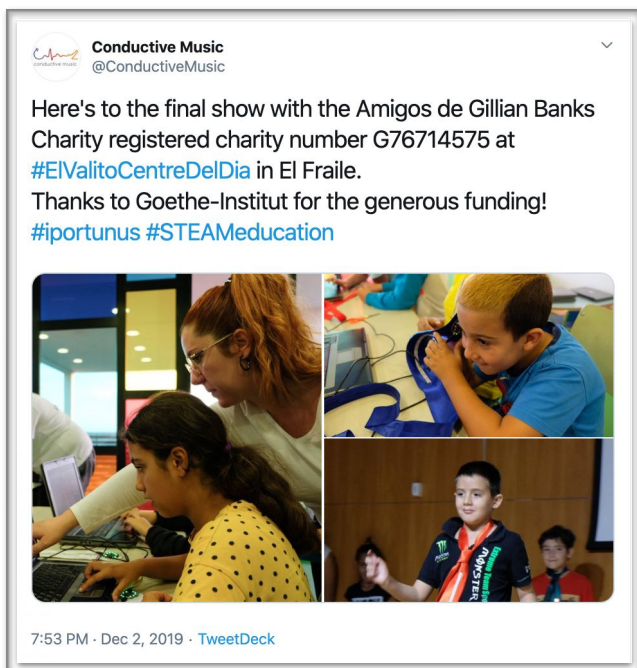 Conductive Music
@ConductiveMusic
conductive music
Here's to the final show with the Amigos de Gillian Banks
Charity registered charity number G76714575 at
#ElValitoCentreDelDia in El Fraile.
Thanks to Goethe-Institut for the generous funding!
#iportunus #STEAMeducation
MONSTER
7:53 PM · Dec 2, 2019 · TweetDeck